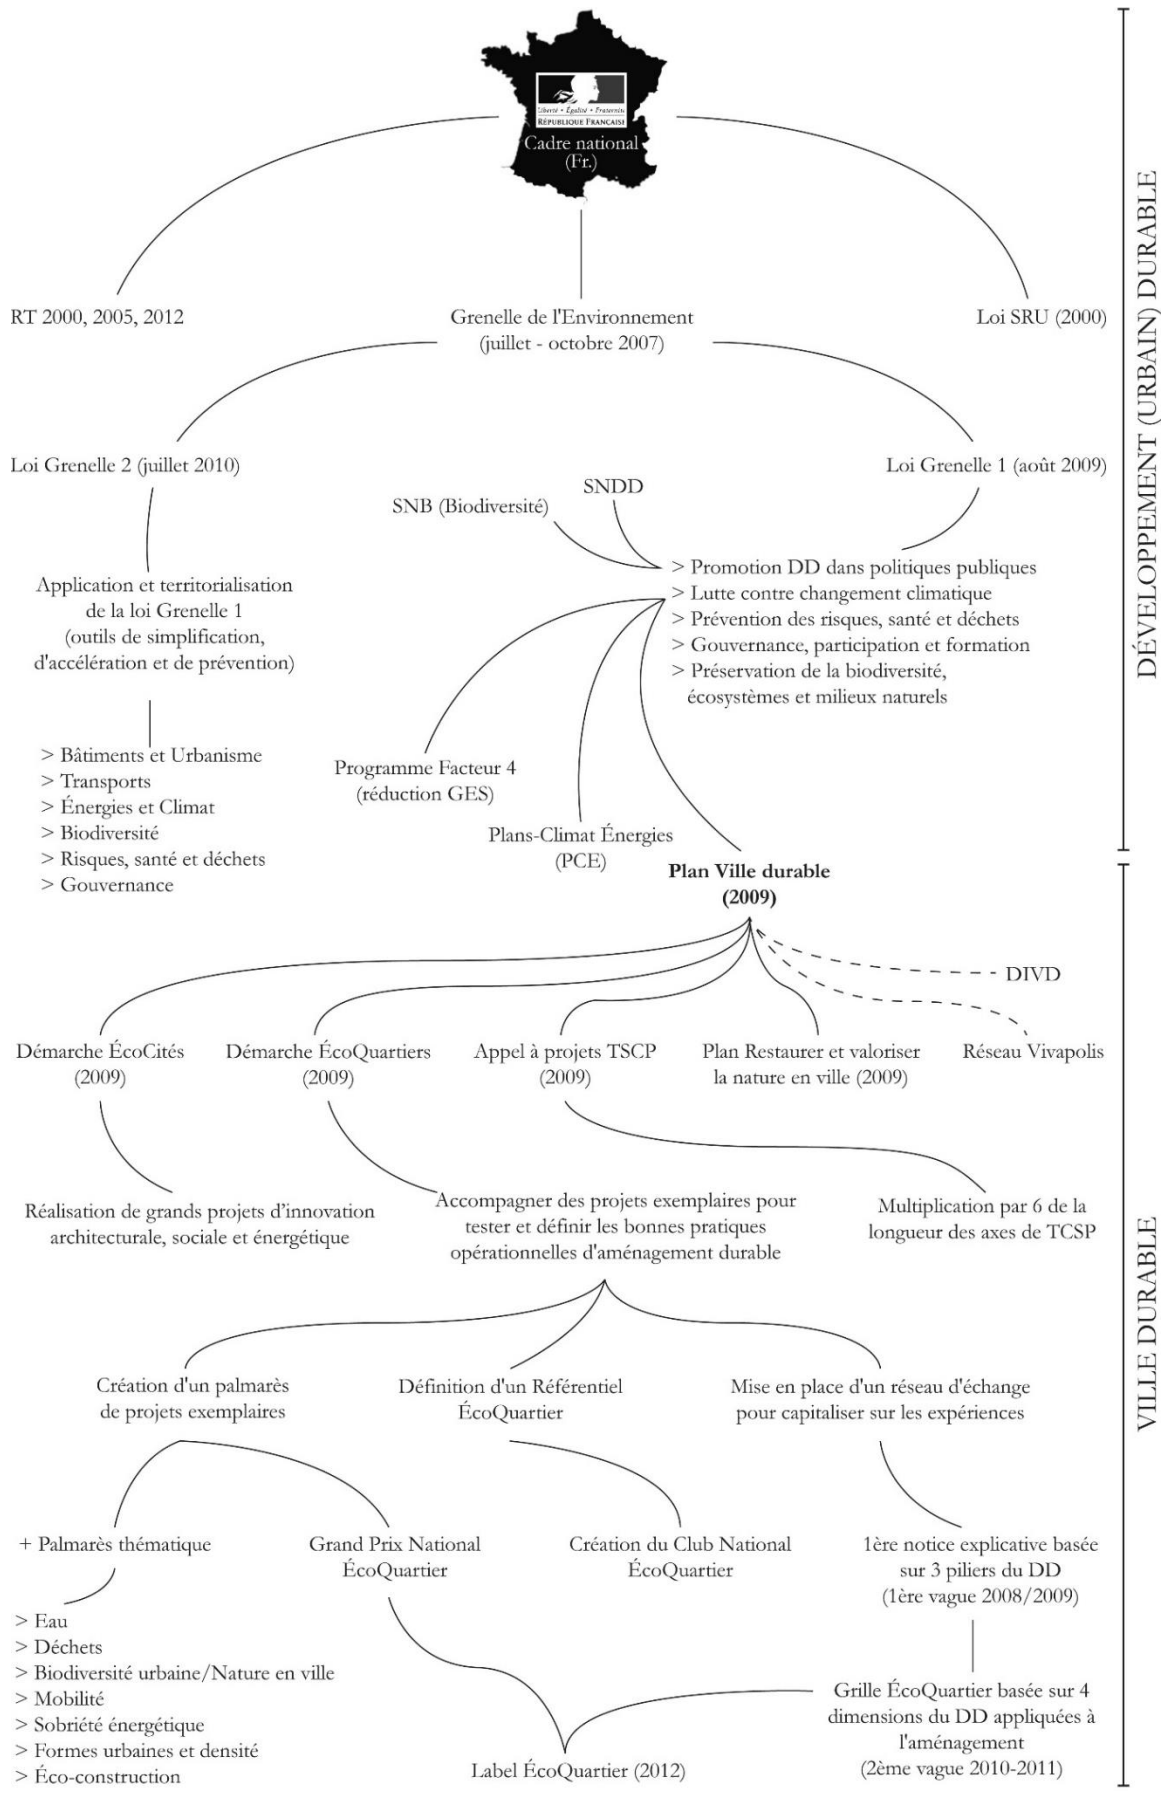 Liberté • Égalité • Fraternité
RÉPUBLIQUE FRANÇAISE
Cadre national
(Fr.)
RT 2000, 2005, 2012
Grenelle de l'Environnement
(juillet - octobre 2007)
Loi SRU (2000)
Loi Grenelle 2 (juillet 2010)
Loi Grenelle 1 (août 2009)
SNDD
SNB (Biodiversité)
> Promotion DD dans politiques publiques
> Lutte contre changement climatique
> Prévention des risques, santé et déchets
> Gouvernance, participation et formation
> Préservation de la biodiversité,
écosystèmes et milieux naturels
Application et territorialisation
de la loi Grenelle 1
(outils de simplification,
d'accélération et de prévention)
> Bâtiments et Urbanisme
> Transports
> Énergies et Climat
> Biodiversité
> Risques, santé et déchets
> Gouvernance
Programme Facteur 4
(réduction GES)
Plans-Climat Énergies
(PCE)
Plan Ville durable
(2009)
DÉVELOPPEMENT (URBAIN) DURABLE
DIVD
Démarche ÉcoCités
(2009)
Démarche ÉcoQuartiers
(2009)
Appel à projets TSCP
(2009)
Plan Restaurer et valoriser
la nature en ville (2009)
Réseau Vivapolis
Réalisation de grands projets d’innovation
architecturale, sociale et énergétique
Accompagner des projets exemplaires pour
tester et définir les bonnes pratiques
opérationnelles d'aménagement durable
Multiplication par 6 de la
longueur des axes de TCSP
Création d'un palmarès
de projets exemplaires
Définition d'un Référentiel
ÉcoQuartier
Mise en place d'un réseau d'échange
pour capitaliser sur les expériences
+ Palmarès thématique
Grand Prix National
ÉcoQuartier
Création du Club National
ÉcoQuartier
1ère notice explicative basée
sur 3 piliers du DD
(1ère vague 2008/2009)
> Eau
> Déchets
> Biodiversité urbaine/Nature en ville
> Mobilité
> Sobriété énergétique
> Formes urbaines et densité
> Éco-construction
Grille ÉcoQuartier basée sur 4
dimensions du DD appliquées à
l'aménagement
(2ème vague 2010-2011)
Label ÉcoQuartier (2012)
VILLE DURABLE